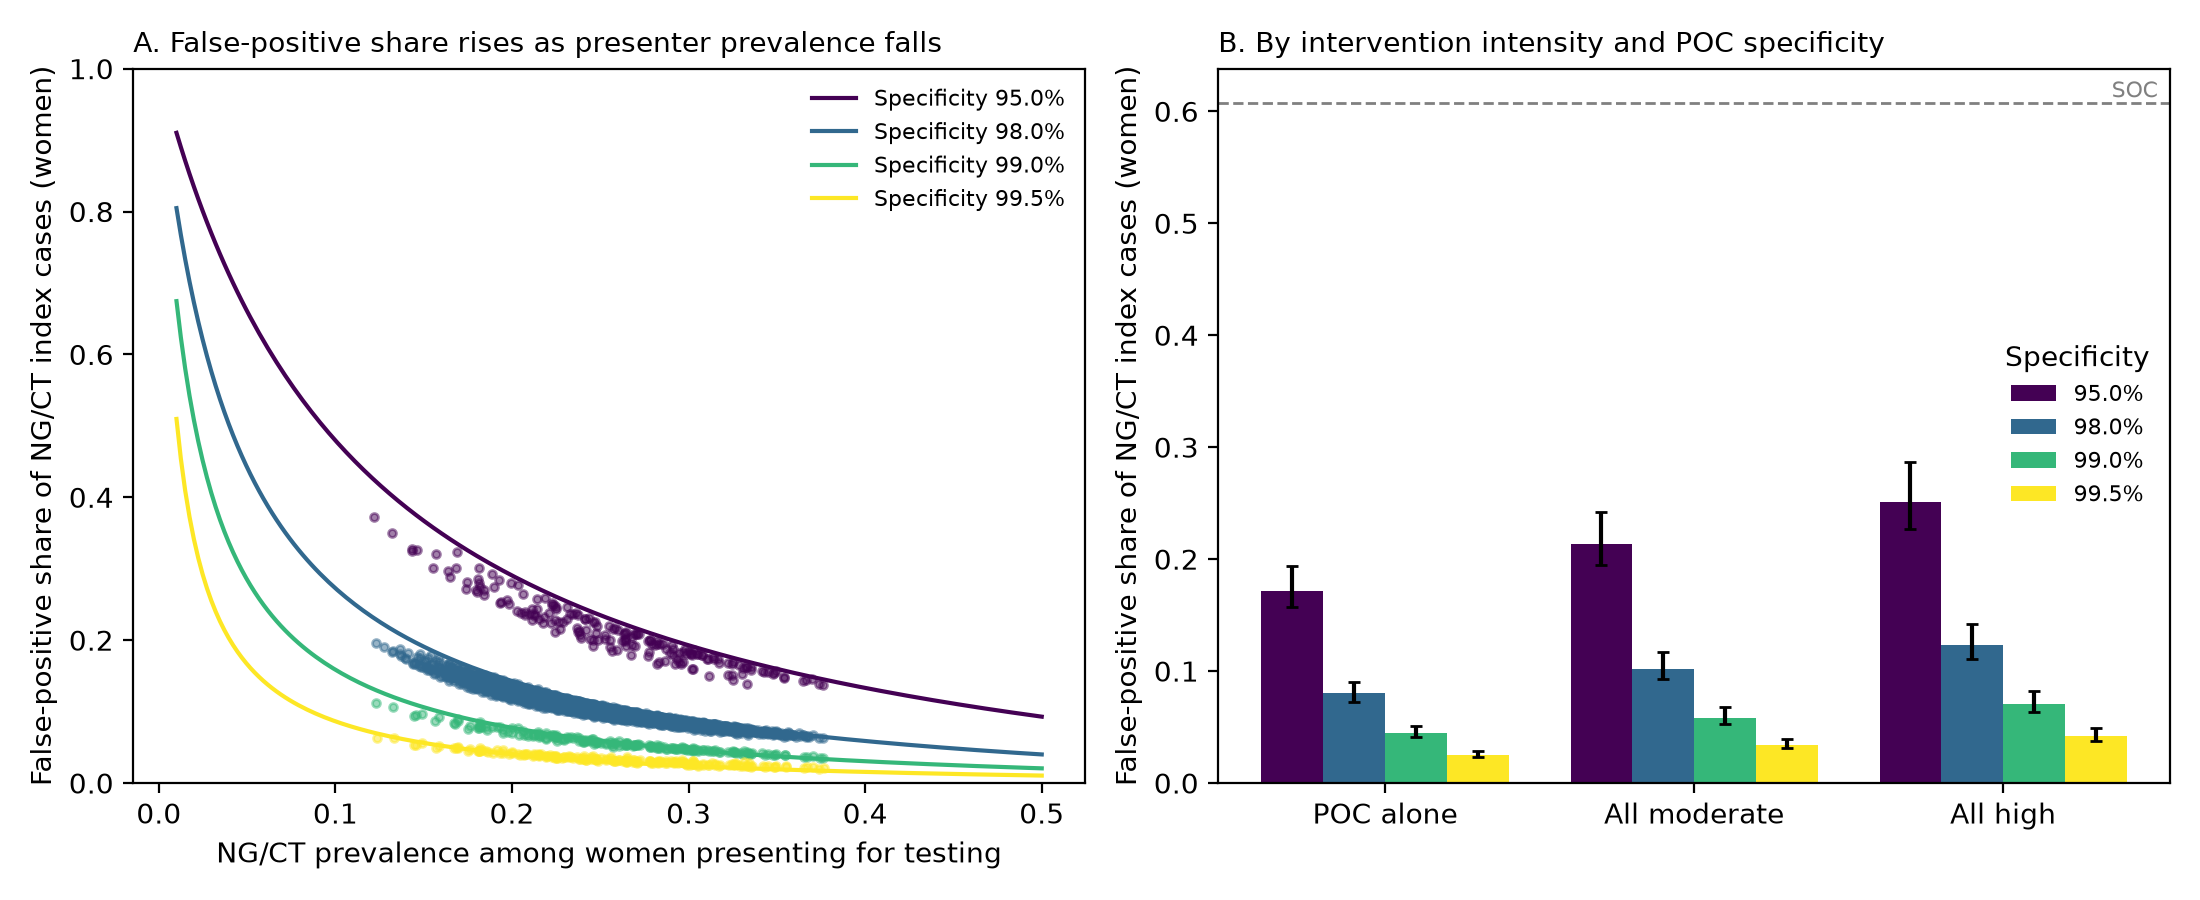 A. False-positive share rises as presenter prevalence falls
False-positive share of NG/CT index cases (women)
1.0
0.8
0.6
0.4
0.2
0.0
Specificity 95.0%
Specificity 98.0%
Specificity 99.0%
Specificity 99.5%
0.0 0.1 0.2 0.3 0.4 0.5
NG/CT prevalence among women presenting for testing
B. By intervention intensity and POC specificity
False-positive share of NG/CT index cases (women)
0.6
0.5
0.4
0.3
0.2
0.1
0.0
SOC
Specificity
95.0%
98.0%
99.0%
99.5%
POC alone All moderate All high